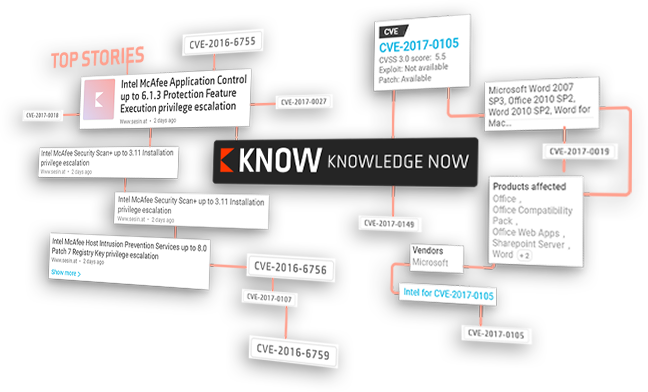 TOP STORIES
CVE-2016-6755
Intel McAfee Application Control
up to 6.1.3 Protection Feature
Execution privilege escalation
Www.sesin.at • 2 days ago
CVE-2017-0018
CVE-2017-0027
Intel McAfee Security Scan+ up to 3.11 Installation
privilege escalation
Www.sesin.at • 2 days ago
Intel McAfee Security Scan+ up to 3.11 Installation
privilege escalation
Www.sesin.at • 2 days ago
Intel McAfee Host Intrusion Prevention Services up to 8.0
Patch 7 Registry Key privilege escalation
Www.sesin.at • 2 days ago
Show more >
CVE-2016-6756
CVE-2017-0107
CVE-2016-6759
KNOW KNOWLEDGE NOW
CVE
CVE-2017-0105
CVSS 3.0 score: 5.5
Exploit: Not available
Patch: Available
Microsoft Word 2007
SP3, Office 2010 SP2,
Word 2010 SP2, Word for
Mac...
CVE-2017-0019
Products affected
Office ,
Office Compatibility
Pack ,
Office Web Apps ,
Sharepoint Server ,
Word + 2
CVE-2017-0149
Vendors
Microsoft
Intel for CVE-2017-0105
CVE-2017-0105